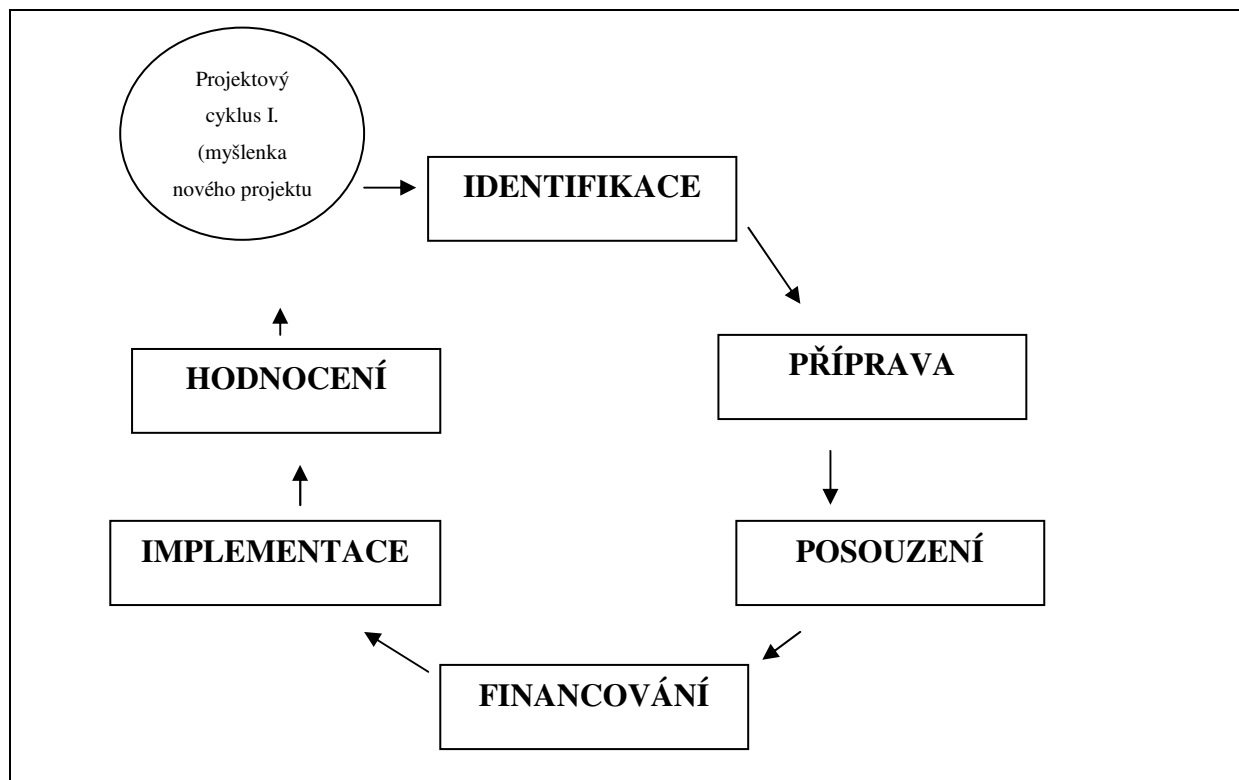 Projektový
cyklus I.
(myšlenka
nového projektu
IDENTIFIKACE
PŘÍPRAVA
POSOUZENÍ
FINANCOVÁNÍ
IMPLEMENTACE
HODNOCENÍ